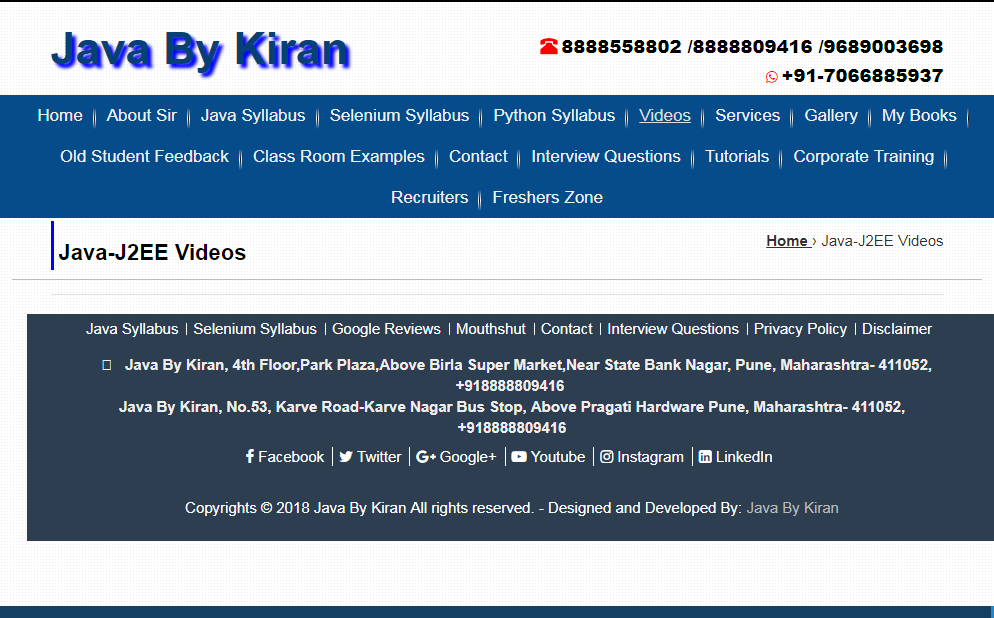 Java By Kiran
8888558802 /8888809416 /9689003698
+91-7066885937
Home About Sir Java Syllabus Selenium Syllabus Python Syllabus Videos Services Gallery My Books
Old Student Feedback Class Room Examples Contact Interview Questions Tutorials Corporate Training
Recruiters Freshers Zone
Java-J2EE Videos
Home › Java-J2EE Videos
Java Syllabus | Selenium Syllabus | Google Reviews | Mouthshut | Contact | Interview Questions | Privacy Policy | Disclaimer
Java By Kiran, 4th Floor,Park Plaza,Above Birla Super Market,Near State Bank Nagar, Pune, Maharashtra- 411052,
+918888809416
Java By Kiran, No.53, Karve Road-Karve Nagar Bus Stop, Above Pragati Hardware Pune, Maharashtra- 411052,
+918888809416
Facebook Twitter Google+ Youtube Instagram LinkedIn
Copyrights © 2018 Java By Kiran All rights reserved. - Designed and Developed By: Java By Kiran